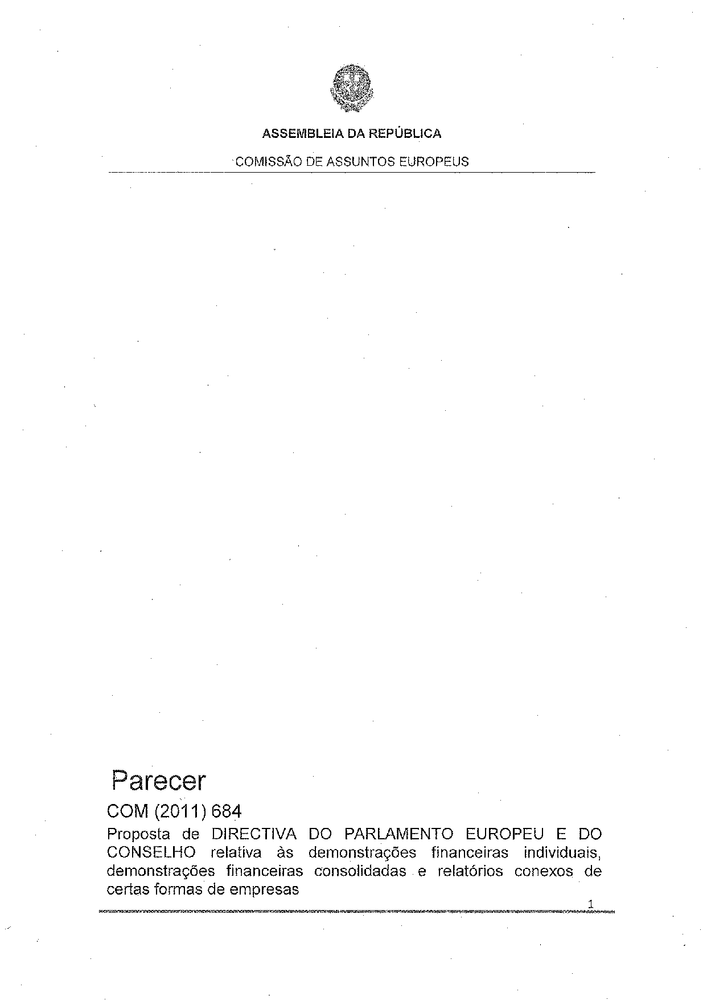 ASSEMBLEIA DA REPÚBLICA
COMISSÃO DE ASSUNTOS EUROPEUS
Parecer
COM (2011) 684
Proposta de DIRECTIVA DO PARLAMENTO EUROPEU E DO
CONSELHO relativa às demonstrações financeiras individuais,
demonstrações financeiras consolidadas e relatórios conexos de
certas formas de empresas
1